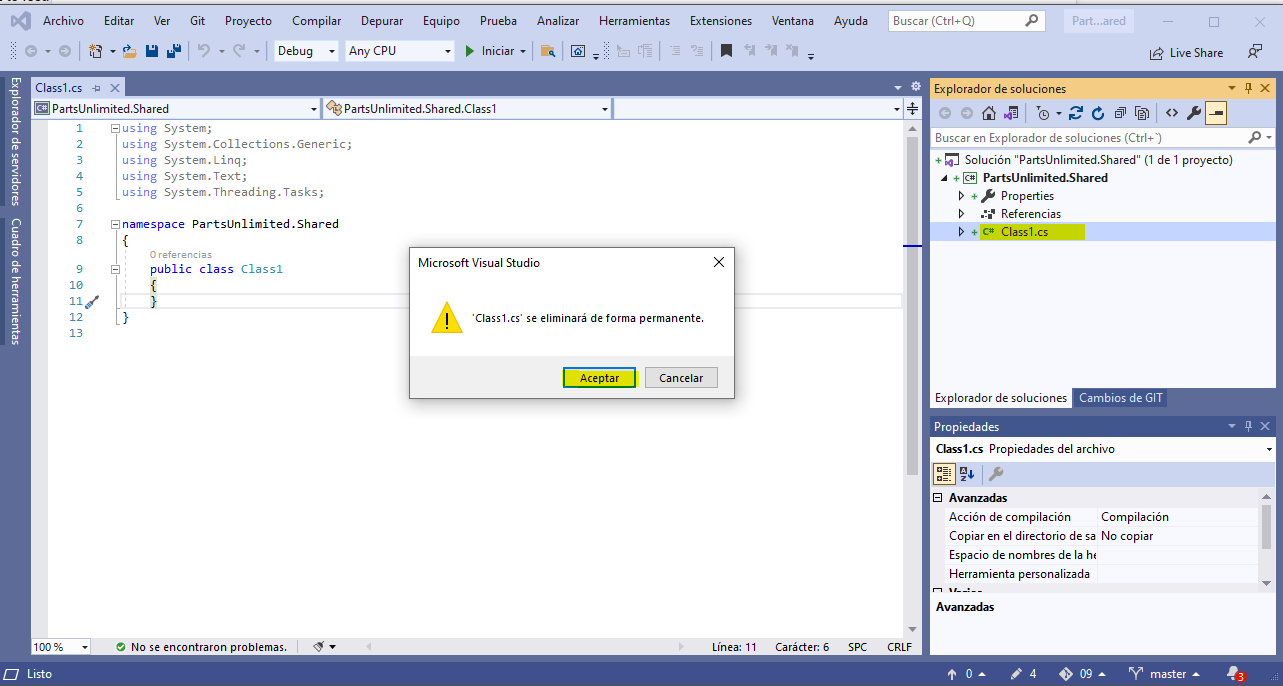 Archivo Editar Ver Git Proyecto Compilar Depurar Equipo Prueba Analizar Herramientas Extensiones Ventana Ayuda Buscar (Ctrl+Q) Part...ared
Debug Any CPU Iniciar Live Share
Explorador de servidores
Cuadro de herramientas
Class1.cs
PartsUnlimited.Shared PartsUnlimited.Shared.Class1
1 using System;
2 using System.Collections.Generic;
3 using System.Linq;
4 using System.Text;
5 using System.Threading.Tasks;
6
7 namespace PartsUnlimited.Shared
8 {
0 referencias
9 public class Class1
10 {
11 }
12 }
13
Microsoft Visual Studio
'Class1.cs' se eliminará de forma permanente.
Aceptar Cancelar
100 % No se encontraron problemas. Línea: 11 Carácter: 6 SPC CRLF
Explorador de soluciones
Buscar en Explorador de soluciones (Ctrl+`)
Solución "PartsUnlimited.Shared" (1 de 1 proyecto)
C# PartsUnlimited.Shared
Properties
Referencias
C# Class1.cs
Explorador de soluciones Cambios de GIT
Propiedades
Class1.cs Propiedades del archivo
Avanzadas
Acción de compilación Compilación
Copiar en el directorio de sa No copiar
Espacio de nombres de la he
Herramienta personalizada
Varios
Avanzadas
Listo 0 4 09 master 3